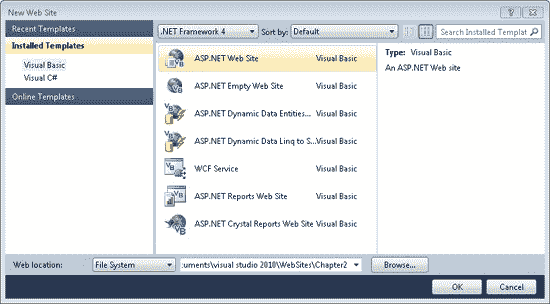 New Web Site
Recent Templates
.NET Framework 4
Sort by: Default
Search Installed Templat
Installed Templates
Visual Basic
Visual C#
Online Templates
ASP.NET Web Site Visual Basic
ASP.NET Empty Web Site Visual Basic
ASP.NET Dynamic Data Entities... Visual Basic
ASP.NET Dynamic Data Linq to S... Visual Basic
WCF Service Visual Basic
ASP.NET Reports Web Site Visual Basic
ASP.NET Crystal Reports Web Site Visual Basic
Type: Visual Basic
An ASP.NET Web site
Web location: File System :uments\visual studio 2010\WebSites\Chapter2 Browse...
OK Cancel